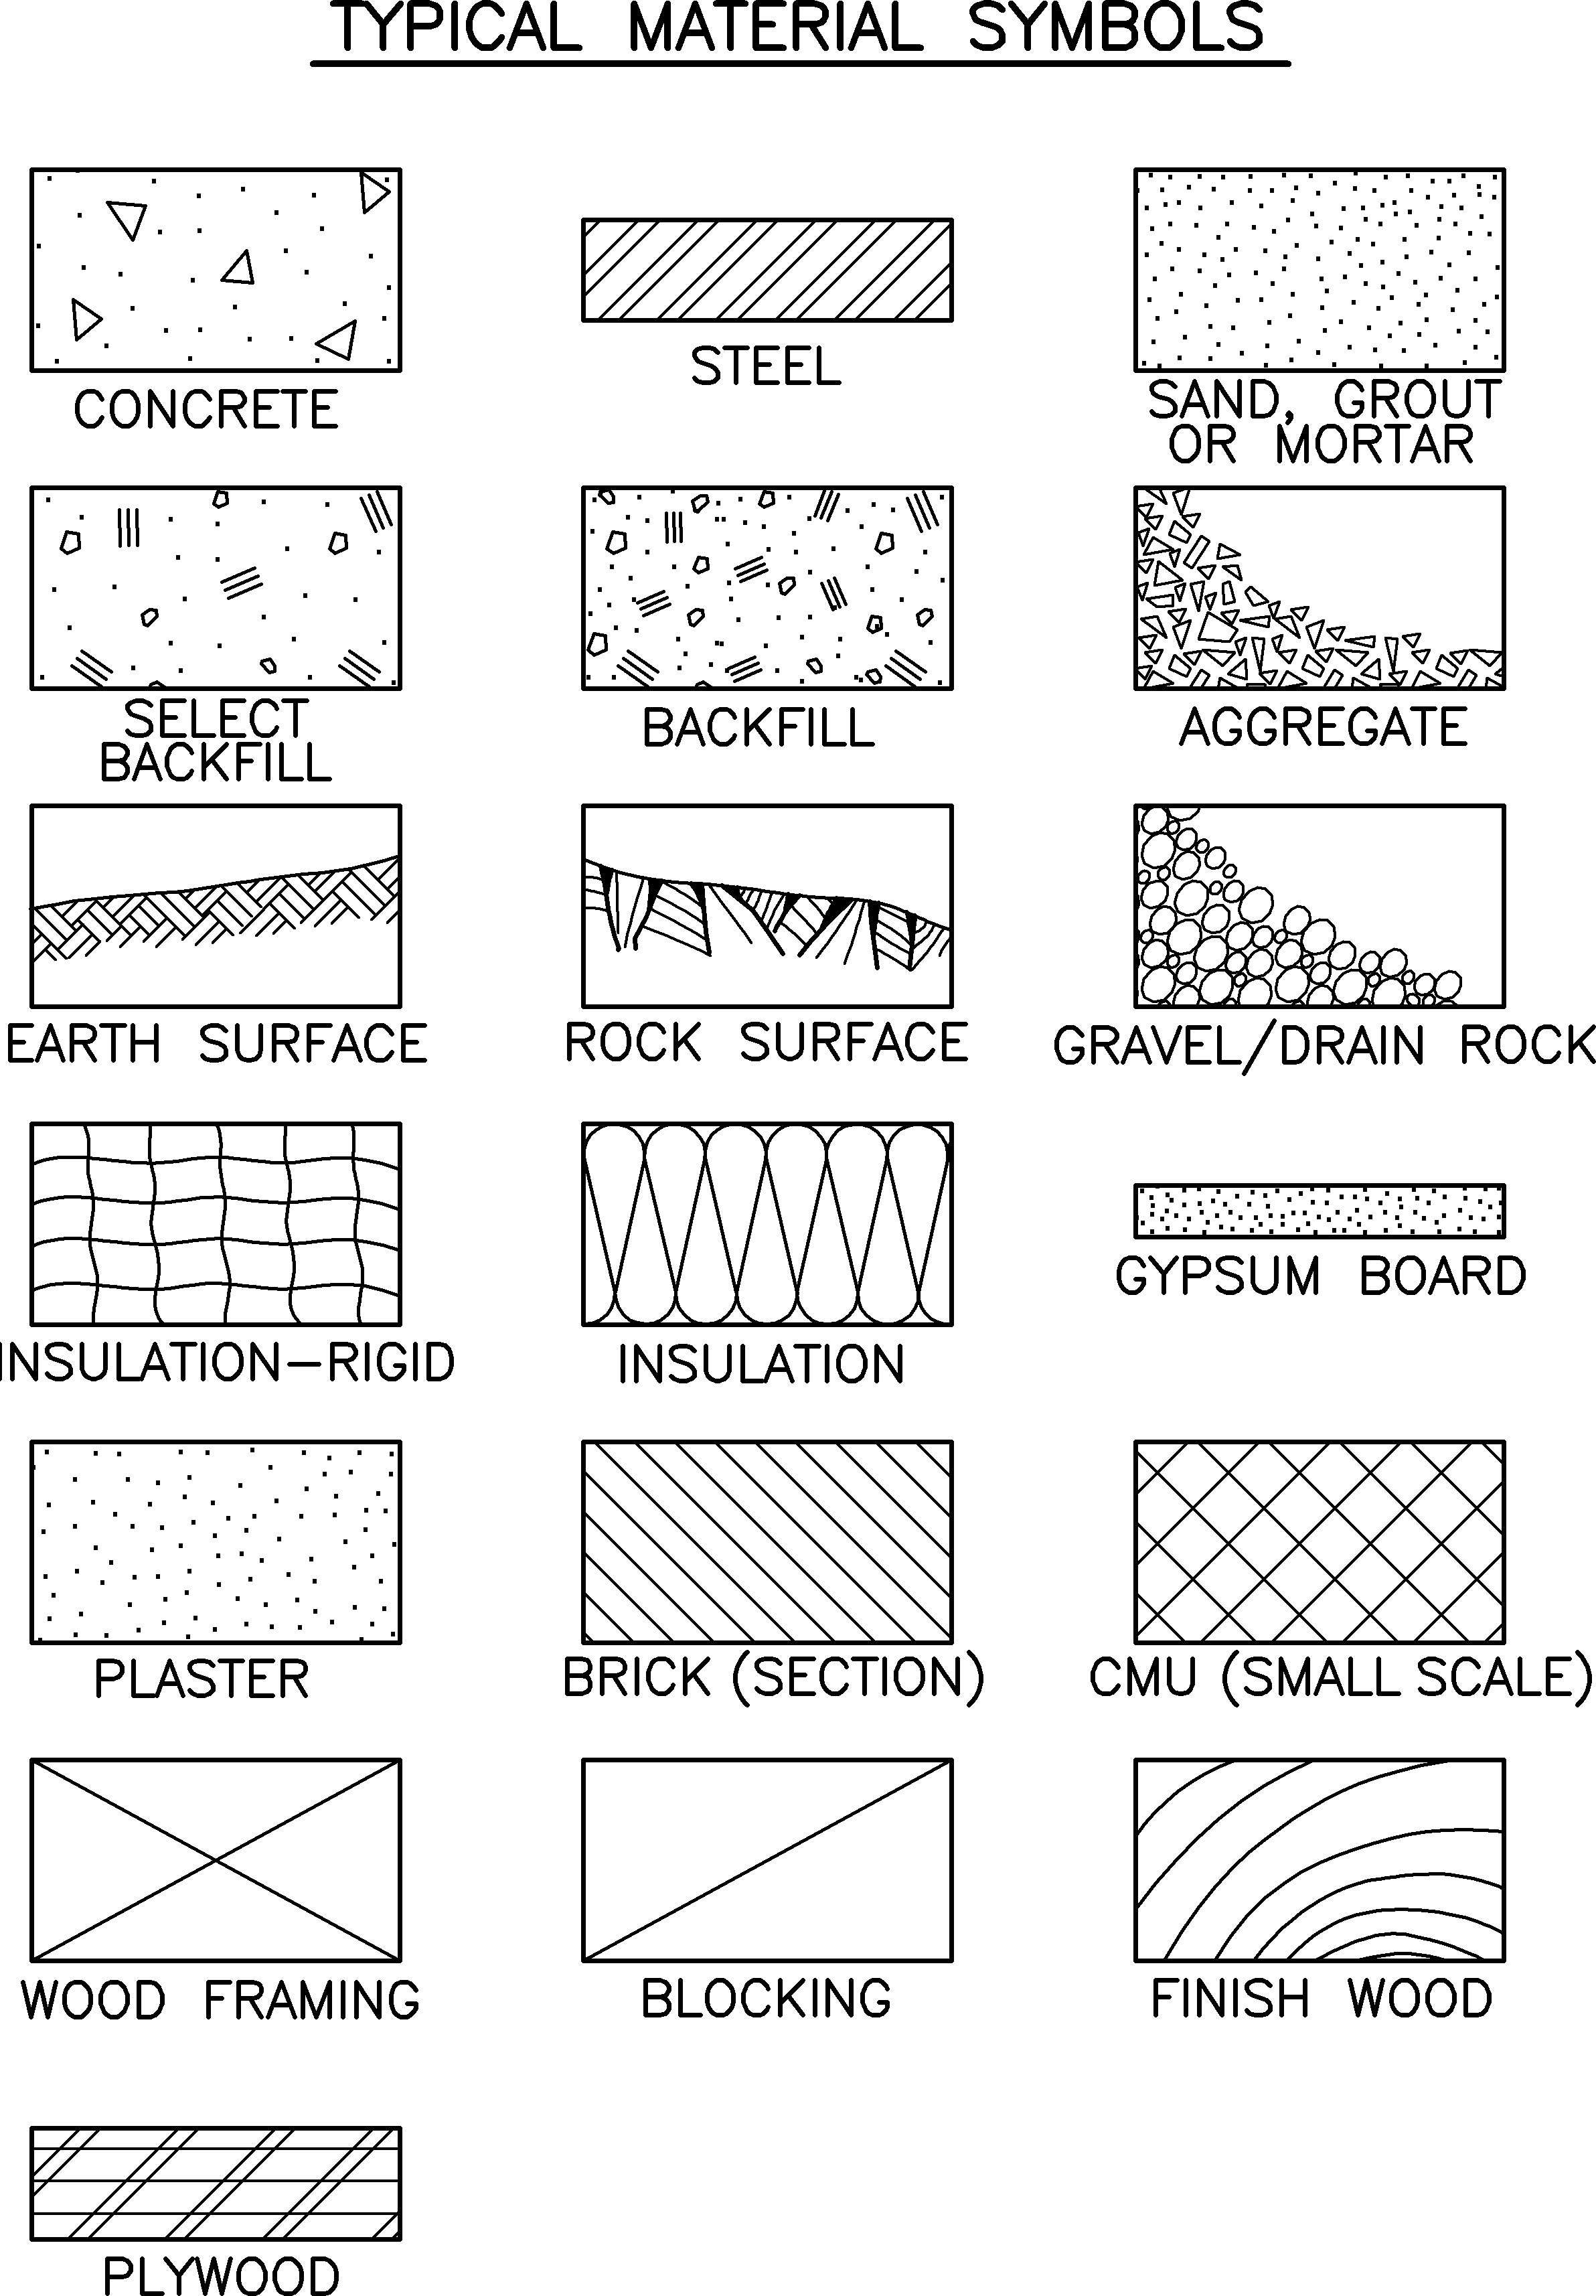 TYPICAL MATERIAL SYMBOLS
CONCRETE
STEEL
SAND, GROUT
OR MORTAR
SELECT
BACKFILL
BACKFILL
AGGREGATE
EARTH SURFACE
ROCK SURFACE
GRAVEL/DRAIN ROCK
INSULATION-RIGID
INSULATION
GYPSUM BOARD
PLASTER
BRICK (SECTION)
CMU (SMALL SCALE)
WOOD FRAMING
BLOCKING
FINISH WOOD
PLYWOOD